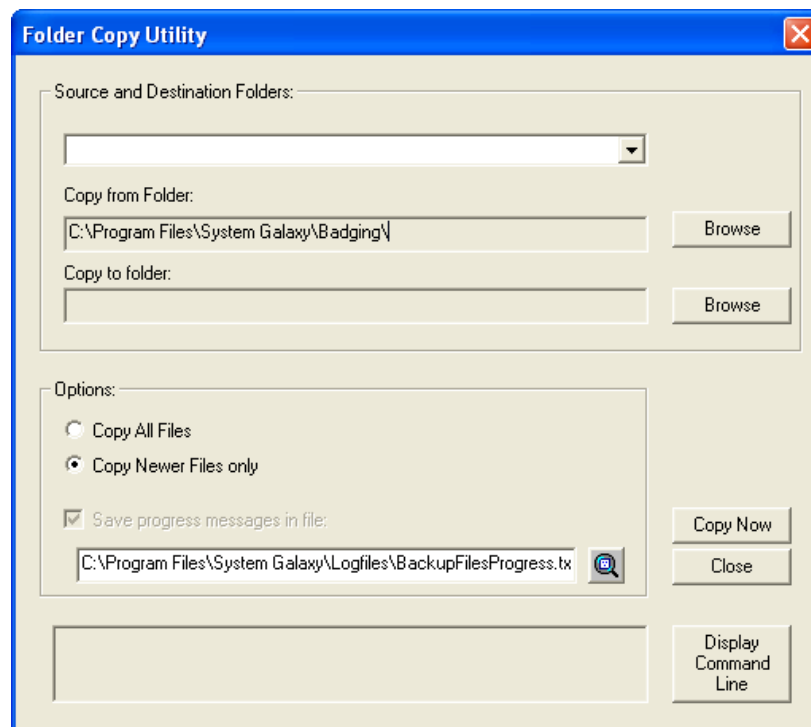 Folder Copy Utility
Source and Destination Folders:
Copy from Folder:
C:\Program Files\System Galaxy\Badging\
Browse
Copy to folder:
Browse
Options:
Copy All Files
Copy Newer Files only
Save progress messages in file:
C:\Program Files\System Galaxy\Logfiles\BackupFilesProgress.tx
Copy Now
Close
Display
Command
Line